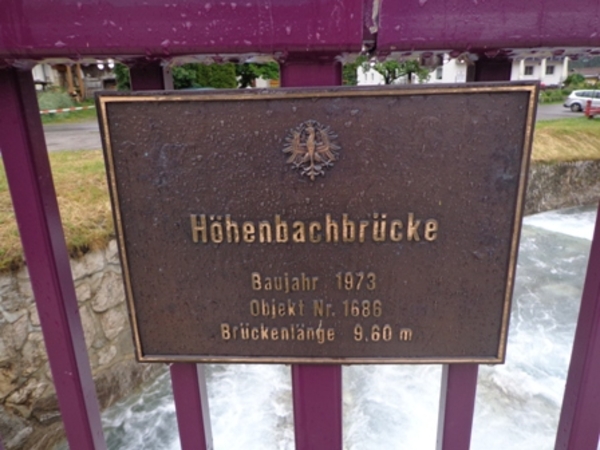 Höhenbachbrücke
Baujahr 1973
Objekt Nr. 1686
Brückenlänge 9.60 m